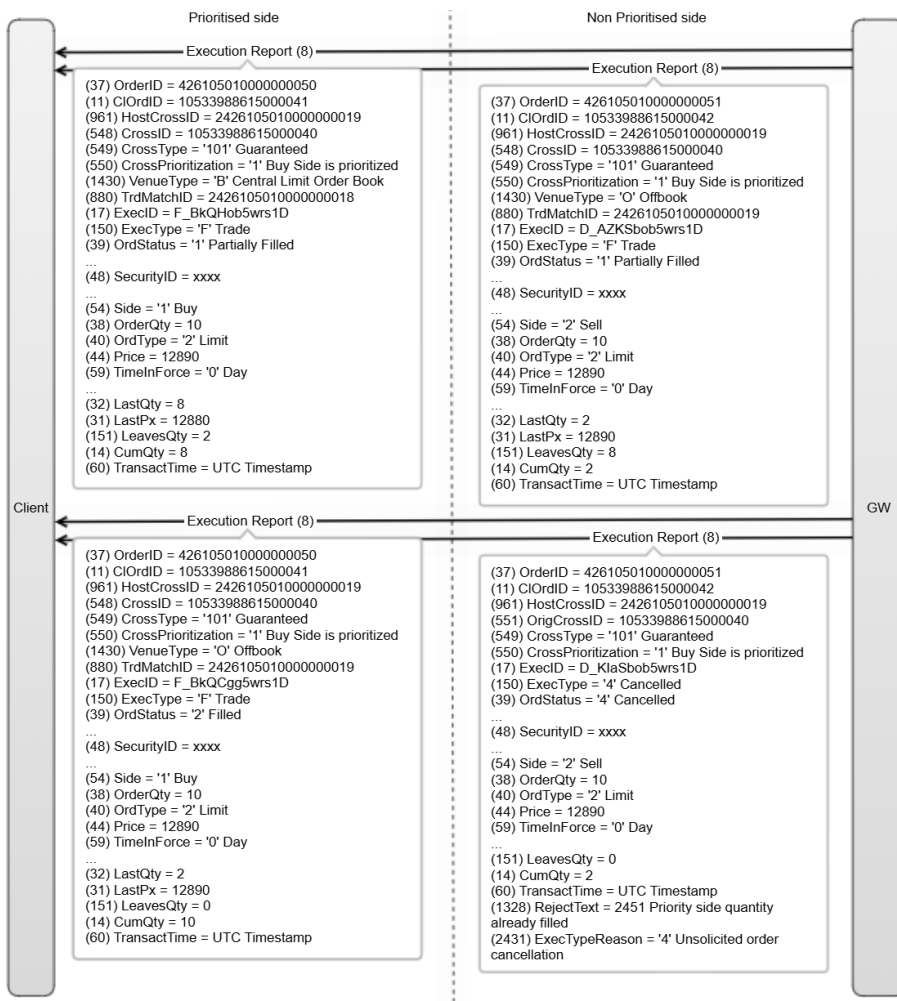 Prioritised side
Non Prioritised side
Execution Report (8)
Execution Report (8)
(37) OrderID = 426105010000000050
(11) ClOrdID = 10533988615000041
(961) HostCrossID = 2426105010000000019
(548) CrossID = 10533988615000040
(549) CrossType = '101' Guaranteed
(550) CrossPrioritization = '1' Buy Side is prioritized
(1430) VenueType = 'B' Central Limit Order Book
(880) TrdMatchID = 2426105010000000018
(17) ExecID = F_BkQHob5wrs1D
(150) ExecType = 'F' Trade
(39) OrdStatus = '1' Partially Filled
...
(48) SecurityID = xxxx
...
(54) Side = '1' Buy
(38) OrderQty = 10
(40) OrdType = '2' Limit
(44) Price = 12890
(59) TimeInForce = '0' Day
...
(32) LastQty = 8
(31) LastPx = 12880
(151) LeavesQty = 2
(14) CumQty = 8
(60) TransactTime = UTC Timestamp
(37) OrderID = 426105010000000051
(11) ClOrdID = 10533988615000042
(961) HostCrossID = 2426105010000000019
(548) CrossID = 10533988615000040
(549) CrossType = '101' Guaranteed
(550) CrossPrioritization = '1' Buy Side is prioritized
(1430) VenueType = 'O' Offbook
(880) TrdMatchID = 2426105010000000019
(17) ExecID = D_AZKSbob5wrs1D
(150) ExecType = 'F' Trade
(39) OrdStatus = '1' Partially Filled
...
(48) SecurityID = xxxx
...
(54) Side = '2' Sell
(38) OrderQty = 10
(40) OrdType = '2' Limit
(44) Price = 12890
(59) TimeInForce = '0' Day
...
(32) LastQty = 2
(31) LastPx = 12890
(151) LeavesQty = 8
(14) CumQty = 2
(60) TransactTime = UTC Timestamp
Client
GW
Execution Report (8)
Execution Report (8)
(37) OrderID = 426105010000000050
(11) ClOrdID = 10533988615000041
(961) HostCrossID = 2426105010000000019
(548) CrossID = 10533988615000040
(549) CrossType = '101' Guaranteed
(550) CrossPrioritization = '1' Buy Side is prioritized
(1430) VenueType = 'O' Offbook
(880) TrdMatchID = 2426105010000000019
(17) ExecID = F_BkQCgg5wrs1D
(150) ExecType = 'F' Trade
(39) OrdStatus = '2' Filled
...
(48) SecurityID = xxxx
...
(54) Side = '1' Buy
(38) OrderQty = 10
(40) OrdType = '2' Limit
(44) Price = 12890
(59) TimeInForce = '0' Day
...
(32) LastQty = 2
(31) LastPx = 12890
(151) LeavesQty = 0
(14) CumQty = 10
(60) TransactTime = UTC Timestamp
(37) OrderID = 426105010000000051
(11) ClOrdID = 10533988615000042
(961) HostCrossID = 2426105010000000019
(551) OrigCrossID = 10533988615000040
(549) CrossType = '101' Guaranteed
(550) CrossPrioritization = '1' Buy Side is prioritized
(17) ExecID = D_KlaSbob5wrs1D
(150) ExecType = '4' Cancelled
(39) OrdStatus = '4' Cancelled
...
(48) SecurityID = xxxx
...
(54) Side = '2' Sell
(38) OrderQty = 10
(40) OrdType = '2' Limit
(44) Price = 12890
(59) TimeInForce = '0' Day
...
(151) LeavesQty = 0
(14) CumQty = 2
(60) TransactTime = UTC Timestamp
(1328) RejectText = 2451 Priority side quantity
already filled
(2431) ExecTypeReason = '4' Unsolicited order
cancellation